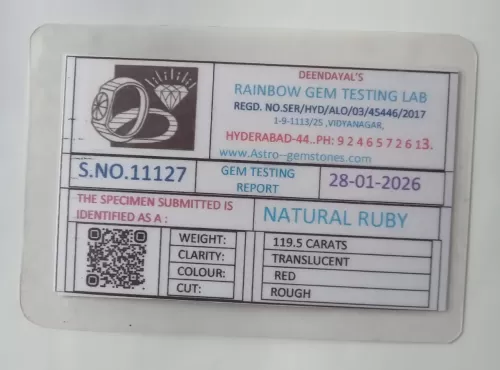 DEENDAYAL'S
RAINBOW GEM TESTING LAB
REGD. NO.SER/HYD/ALO/03/45446/2017
1-9-1113/25 ,VIDYANAGAR,
HYDERABAD-44..PH: 9 2 4 6 5 7 2 6 1 3.
www.Astro--gemstones.com
S.NO.11127
GEM TESTING
REPORT
28-01-2026
THE SPECIMEN SUBMITTED IS
IDENTIFIED AS A :
NATURAL RUBY
WEIGHT: 119.5 CARATS
CLARITY: TRANSLUCENT
COLOUR: RED
CUT: ROUGH